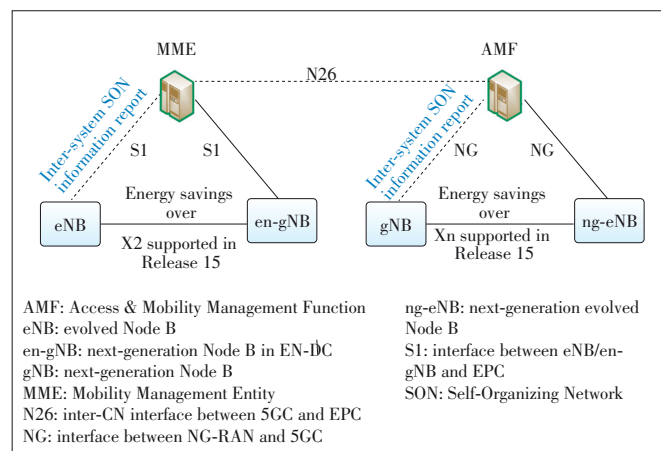 MME
AMF
N26
Inter-system SON
information report
S1
S1
Inter-system SON
information report
NG
NG
Energy savings
over
eNB
en-gNB
X2 supported in
Release 15
Energy savings
over
gNB
ng-eNB
Xn supported in
Release 15
AMF: Access & Mobility Management Function
eNB: evolved Node B
en-gNB: next-generation Node B in EN-DC
gNB: next-generation Node B
MME: Mobility Management Entity
N26: inter-CN interface between 5GC and EPC
NG: interface between NG-RAN and 5GC
ng-eNB: next-generation evolved
Node B
S1: interface between eNB/en-
gNB and EPC
SON: Self-Organizing Network